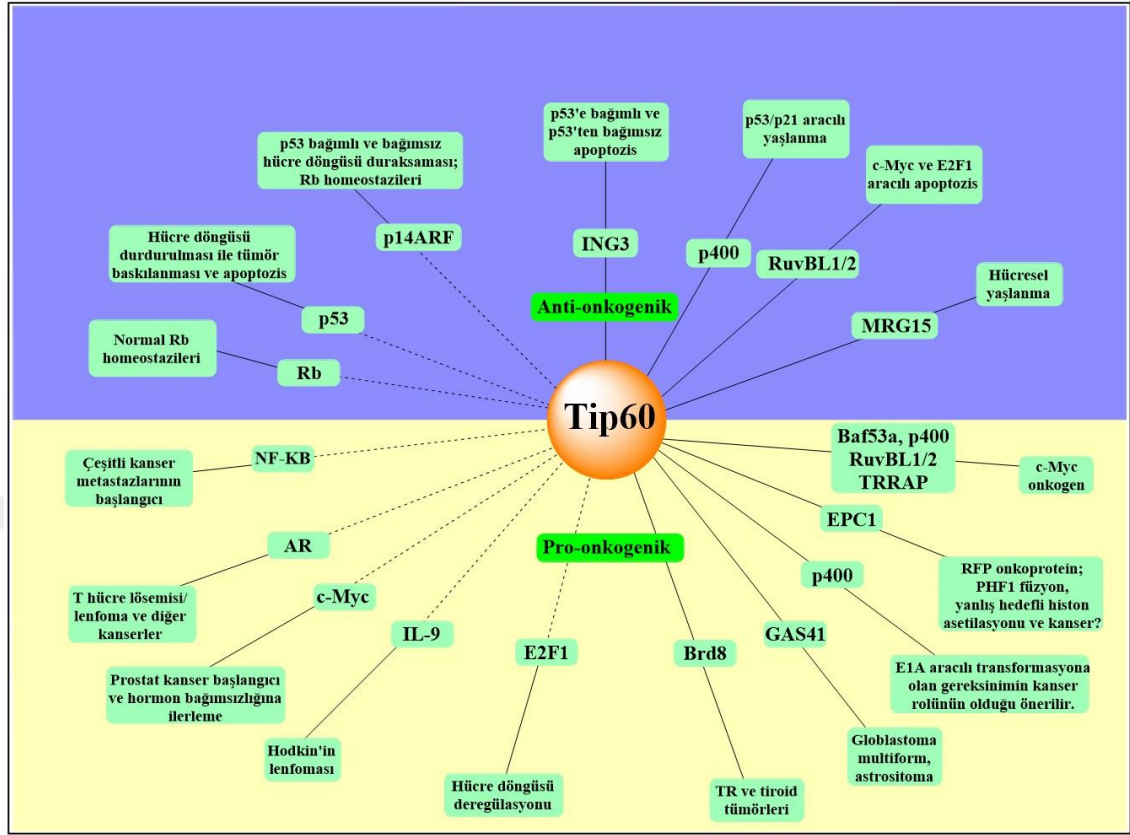 p53 bağımlı ve bağımsız
hücre döngüsü duraksaması;
Rb homeostazileri
p14ARF
p53'e bağımlı ve
p53'ten bağımsız
apoptozis
ING3
Anti-onkogenik
p53/p21 aracılı
yaşlanma
p400
c-Myc ve E2F1
aracılı apoptozis
RuvBL1/2
Hücresel
yaşlanma
MRG15
Hücre döngüsü
durdurulması ile tümör
baskılanması ve apoptozis
p53
Normal Rb
homeostazileri
Rb
Tip60
Çeşitli kanser
metastazlarının
başlangıcı
NF-KB
Baf53a, p400
RuvBL1/2
TRRAP
c-Myc
onkogen
AR
T hücre lösemisi/
lenfoma ve diğer
kanserler
c-Myc
Prostat kanser başlangıcı
ve hormon bağımsızlığına
ilerleme
IL-9
Hodkin'in
lenfoması
Pro-onkogenik
E2F1
Hücre döngüsü
deregülasyonu
Brd8
TR ve tiroid
tümörleri
GAS41
Globlastoma
multiform,
astrositoma
p400
E1A aracılı transformasyona
olan gereksinimin kanser
rolünün olduğu önerilir.
EPC1
RFP onkoprotein;
PHF1 füzyon,
yanlış hedefli histon
asetilasyonu ve kanser?